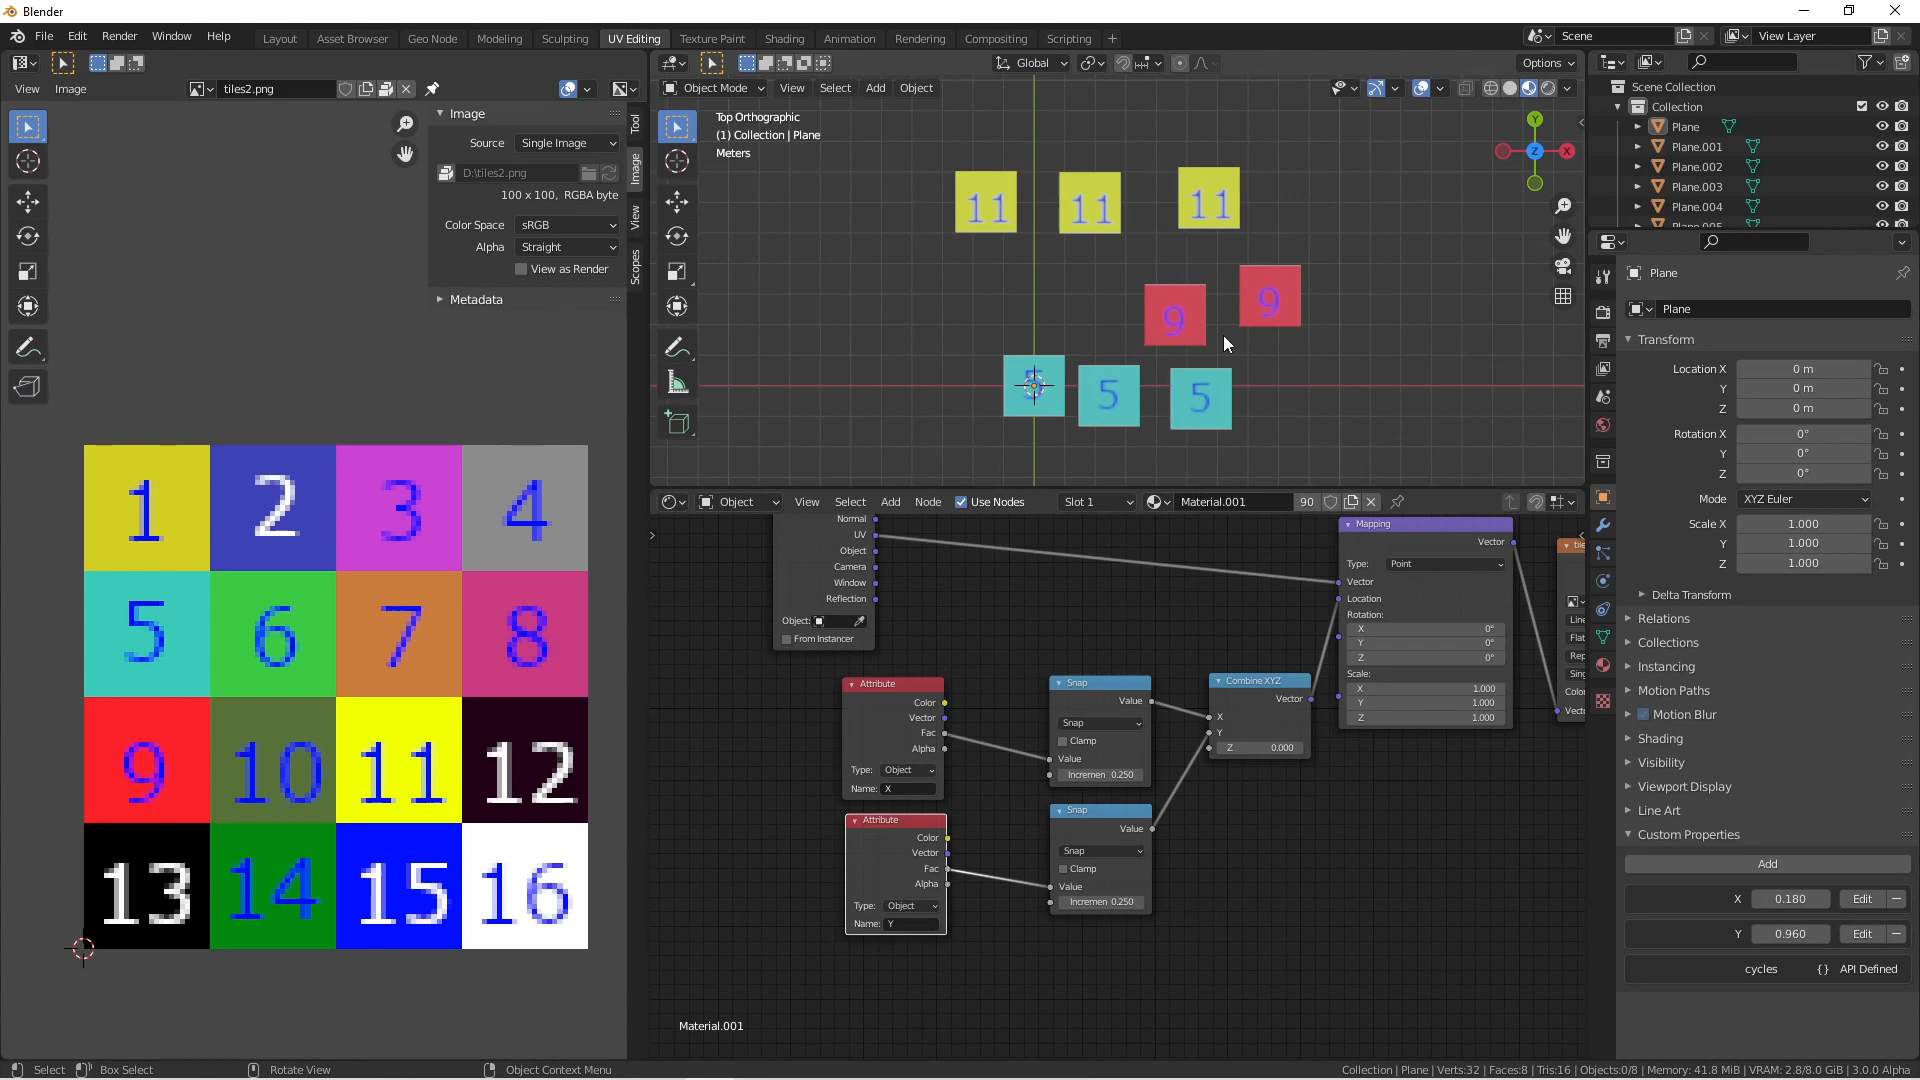 Blender
File Edit Render Window Help
Layout Asset Browser Geo Node Modeling Sculpting UV Editing Texture Paint Shading Animation Rendering Compositing Scripting +
Scene
View Layer
View Image
tiles2.png
Image
Source Single Image
D:\tiles2.png
100 x 100, RGBA byte
Color Space sRGB
Alpha Straight
View as Render
Metadata
Tool
Image
View
Scopes
1 2 3 4
5 6 7 8
9 10 11 12
13 14 15 16
Global
Options
Object Mode View Select Add Object
Top Orthographic
(1) Collection | Plane
Meters
Y
Z
X
11 11 11
9 9
5 5 5
Object View Select Add Node Use Nodes Slot 1 Material.001 90
Normal
UV
Object
Camera
Window
Reflection
Object:
From Instancer
Attribute
Color
Vector
Fac
Alpha
Type: Object
Name: X
Attribute
Color
Vector
Fac
Alpha
Type: Object
Name: Y
Snap
Value
Snap
Clamp
Value
Incremen 0.250
Snap
Value
Snap
Clamp
Value
Incremen 0.250
Combine XYZ
Vector
X
Y
Z 0.000
Mapping
Vector
Type: Point
Vector
Location
Rotation:
X 0°
Y 0°
Z 0°
Scale:
X 1.000
Y 1.000
Z 1.000
tile
Line
Flat
Rep
Sing
Colo
Vecto
Material.001
Scene Collection
Collection
Plane
Plane.001
Plane.002
Plane.003
Plane.004
Plane.005
Plane
Plane
Transform
Location X 0 m
Y 0 m
Z 0 m
Rotation X 0°
Y 0°
Z 0°
Mode XYZ Euler
Scale X 1.000
Y 1.000
Z 1.000
Delta Transform
Relations
Collections
Instancing
Motion Paths
Motion Blur
Shading
Visibility
Viewport Display
Line Art
Custom Properties
Add
X 0.180 Edit
Y 0.960 Edit
cycles {} API Defined
Select Box Select Rotate View Object Context Menu
Collection | Plane | Verts:32 | Faces:8 | Tris:16 | Objects:0/8 | Memory: 41.8 MiB | VRAM: 2.8/8.0 GiB | 3.0.0 Alpha